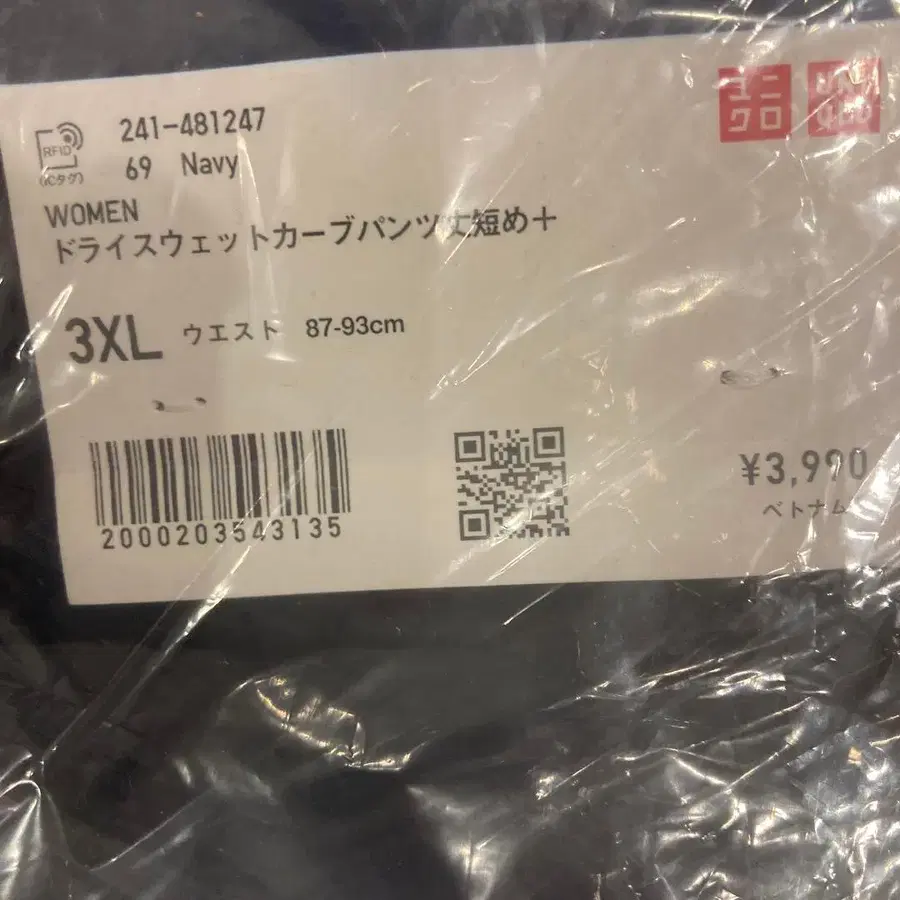 ユニクロ
UNIQLO
RFID
(ICタグ)
241-481247
69 Navy
WOMEN
ドライスウェットカーブパンツ丈短め+
3XL ウエスト 87-93cm
2000203543135
¥3,990
ベトナム